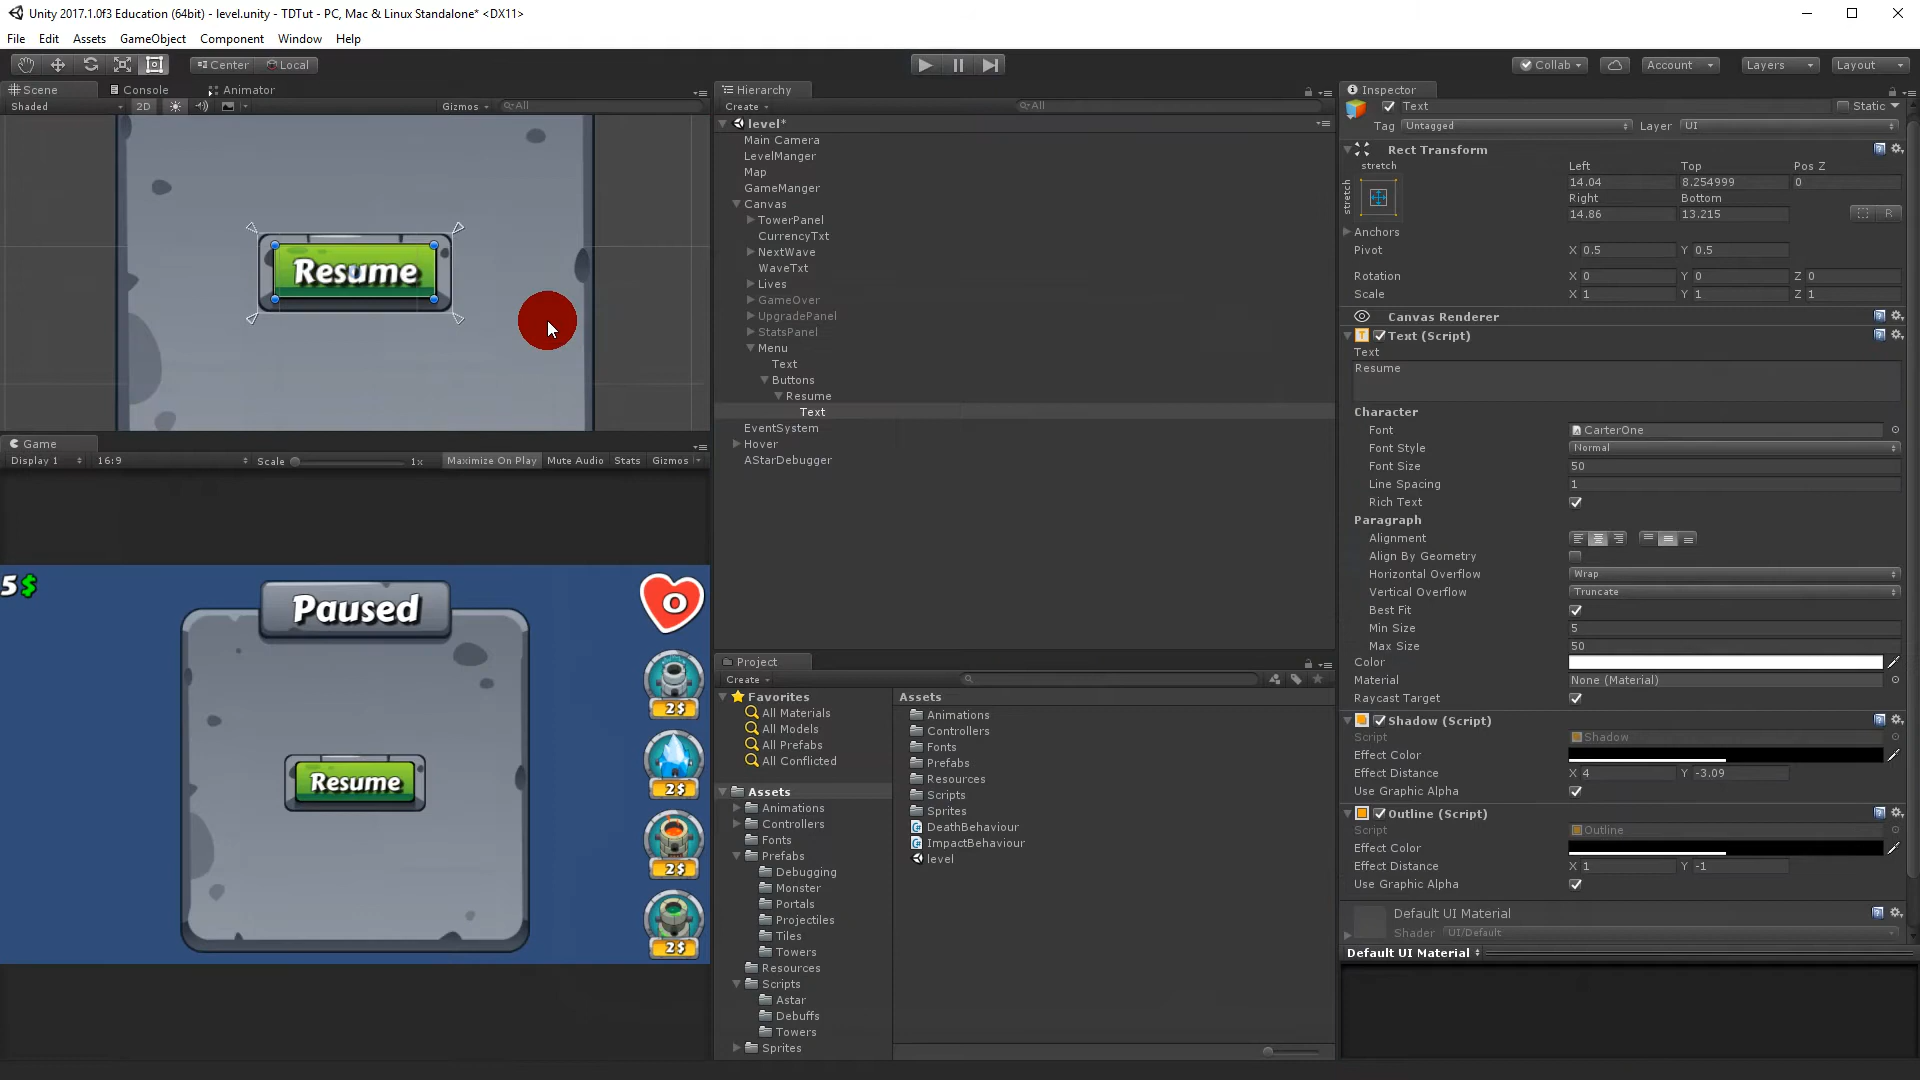 Unity 2017.1.0f3 Education (64bit) - level.unity - TDTut - PC, Mac & Linux Standalone* <DX11>
File Edit Assets GameObject Component Window Help
Center Local Collab Account Layers Layout
Scene Console Animator
Shaded 2D Gizmos All
Resume
Game
Display 1 16:9 Scale 1x Maximize On Play Mute Audio Stats Gizmos
5$
Paused
0
Resume
2$
2$
2$
2$
Hierarchy
Create All
level*
Main Camera
LevelManger
Map
GameManger
Canvas
TowerPanel
CurrencyTxt
NextWave
WaveTxt
Lives
GameOver
UpgradePanel
StatsPanel
Menu
Text
Buttons
Resume
Text
EventSystem
Hover
AStarDebugger
Project
Create
Favorites
All Materials
All Models
All Prefabs
All Conflicted
Assets
Animations
Controllers
Fonts
Prefabs
Debugging
Monster
Portals
Projectiles
Tiles
Towers
Resources
Scripts
Astar
Debuffs
Towers
Sprites
Assets
Animations
Controllers
Fonts
Prefabs
Resources
Scripts
Sprites
DeathBehaviour
ImpactBehaviour
level
Inspector
Text Static
Tag Untagged Layer UI
Rect Transform
stretch Left Top Pos Z
stretch 14.04 8.254999 0
Right Bottom
14.86 13.215 R
Anchors
Pivot X 0.5 Y 0.5
Rotation X 0 Y 0 Z 0
Scale X 1 Y 1 Z 1
Canvas Renderer
Text (Script)
Text
Resume
Character
Font CarterOne
Font Style Normal
Font Size 50
Line Spacing 1
Rich Text
Paragraph
Alignment
Align By Geometry
Horizontal Overflow Wrap
Vertical Overflow Truncate
Best Fit
Min Size 5
Max Size 50
Color
Material None (Material)
Raycast Target
Shadow (Script)
Script Shadow
Effect Color
Effect Distance X 4 Y -3.09
Use Graphic Alpha
Outline (Script)
Script Outline
Effect Color
Effect Distance X 1 Y -1
Use Graphic Alpha
Default UI Material
Shader UI/Default
Default UI Material